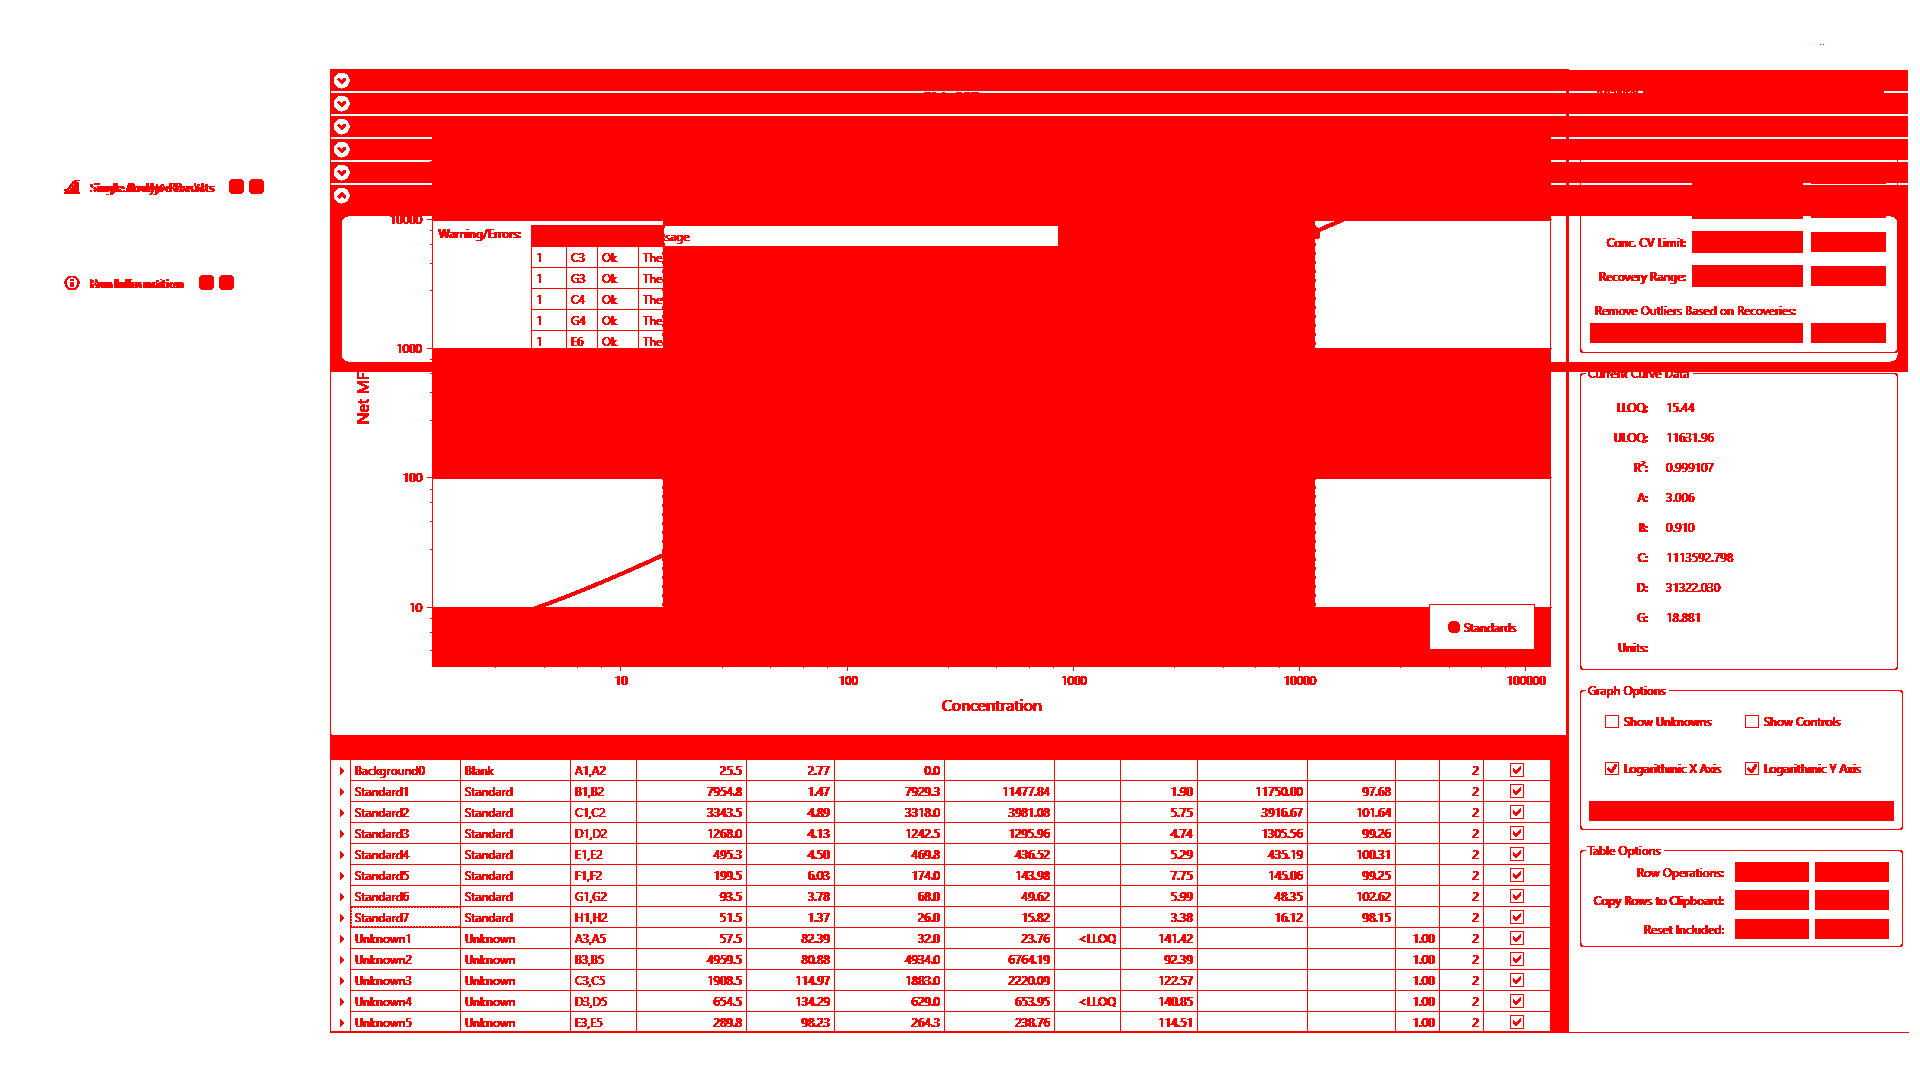 Warning/Errors:
sage
1 C3 Ok The
1 G3 Ok The
1 C4 Ok The
1 G4 Ok The
1 E6 Ok The
10000
1000
100
10
Net MF
10 100 1000 10000 100000
Concentration
Standards
Conc. CV Limit:
Recovery Range:
Remove Outliers Based on Recoveries:
Current Curve Data
LLOQ: 15.44
ULOQ: 11631.96
R²: 0.999107
A: 3.006
B: 0.910
C: 1113592.798
D: 31322.030
G: 18.881
Units:
Graph Options
Show Unknowns Show Controls
Logarithmic X Axis Logarithmic Y Axis
Table Options
Row Operations:
Copy Rows to Clipboard:
Reset Included:
Background0 Blank A1,A2 25.5 2.77 0.0 2
Standard1 Standard B1,B2 7954.8 1.47 7929.3 11477.84 1.90 11750.00 97.68 2
Standard2 Standard C1,C2 3343.5 4.89 3318.0 3981.08 5.75 3916.67 101.64 2
Standard3 Standard D1,D2 1268.0 4.13 1242.5 1295.96 4.74 1305.56 99.26 2
Standard4 Standard E1,E2 495.3 4.50 469.8 436.52 5.29 435.19 100.31 2
Standard5 Standard F1,F2 199.5 6.03 174.0 143.98 7.75 145.06 99.25 2
Standard6 Standard G1,G2 93.5 3.78 68.0 49.62 5.99 48.35 102.62 2
Standard7 Standard H1,H2 51.5 1.37 26.0 15.82 3.38 16.12 98.15 2
Unknown1 Unknown A3,A5 57.5 82.39 32.0 23.76 <LLOQ 141.42 1.00 2
Unknown2 Unknown B3,B5 4959.5 80.88 4934.0 6764.19 92.39 1.00 2
Unknown3 Unknown C3,C5 1908.5 114.97 1883.0 2220.09 122.57 1.00 2
Unknown4 Unknown D3,D5 654.5 134.29 629.0 653.95 <LLOQ 140.85 1.00 2
Unknown5 Unknown E3,E5 289.8 98.23 264.3 238.76 114.51 1.00 2